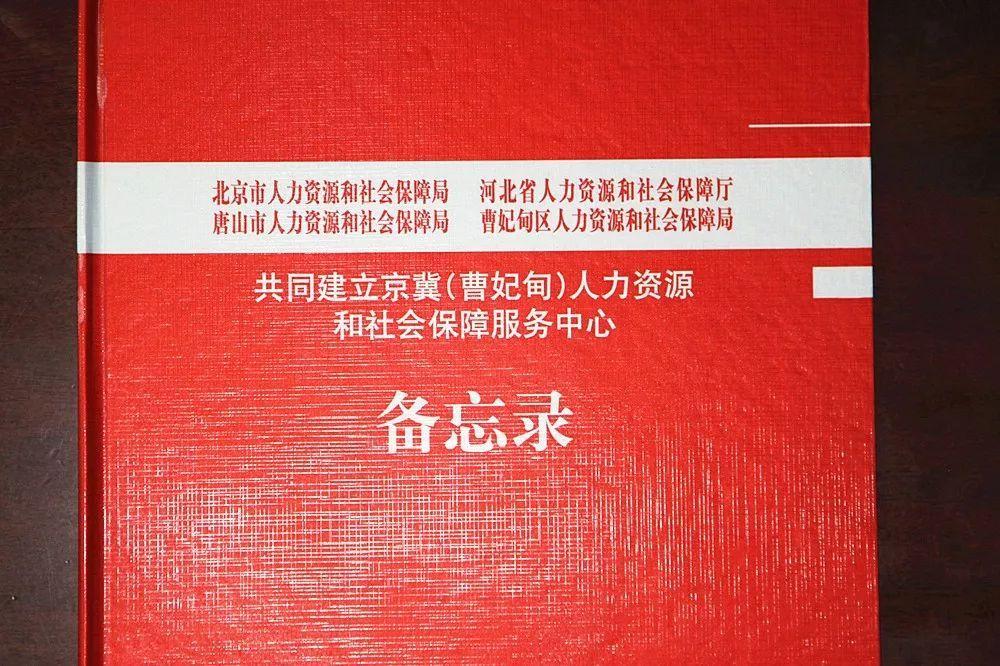 北京市人力资源和社会保障局 河北省人力资源和社会保障厅
唐山市人力资源和社会保障局 曹妃甸区人力资源和社会保障局
共同建立京冀(曹妃甸)人力资源
和社会保障服务中心
备忘录